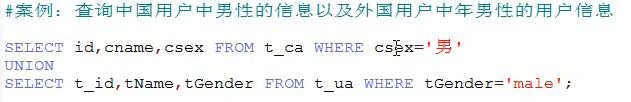 #案例：查询中国用户中男性的信息以及外国用户中年男性的用户信息
SELECT id,cname,csex FROM t_ca WHERE csex='男'
UNION
SELECT t_id,tName,tGender FROM t_ua WHERE tGender='male';